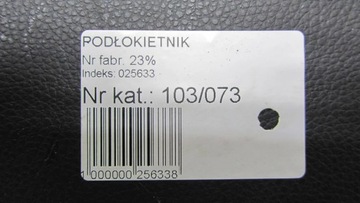 PODŁOKIETNIK
Nr fabr. 23%
Indeks: 025633
Nr kat.: 103/073
1 000000 256338